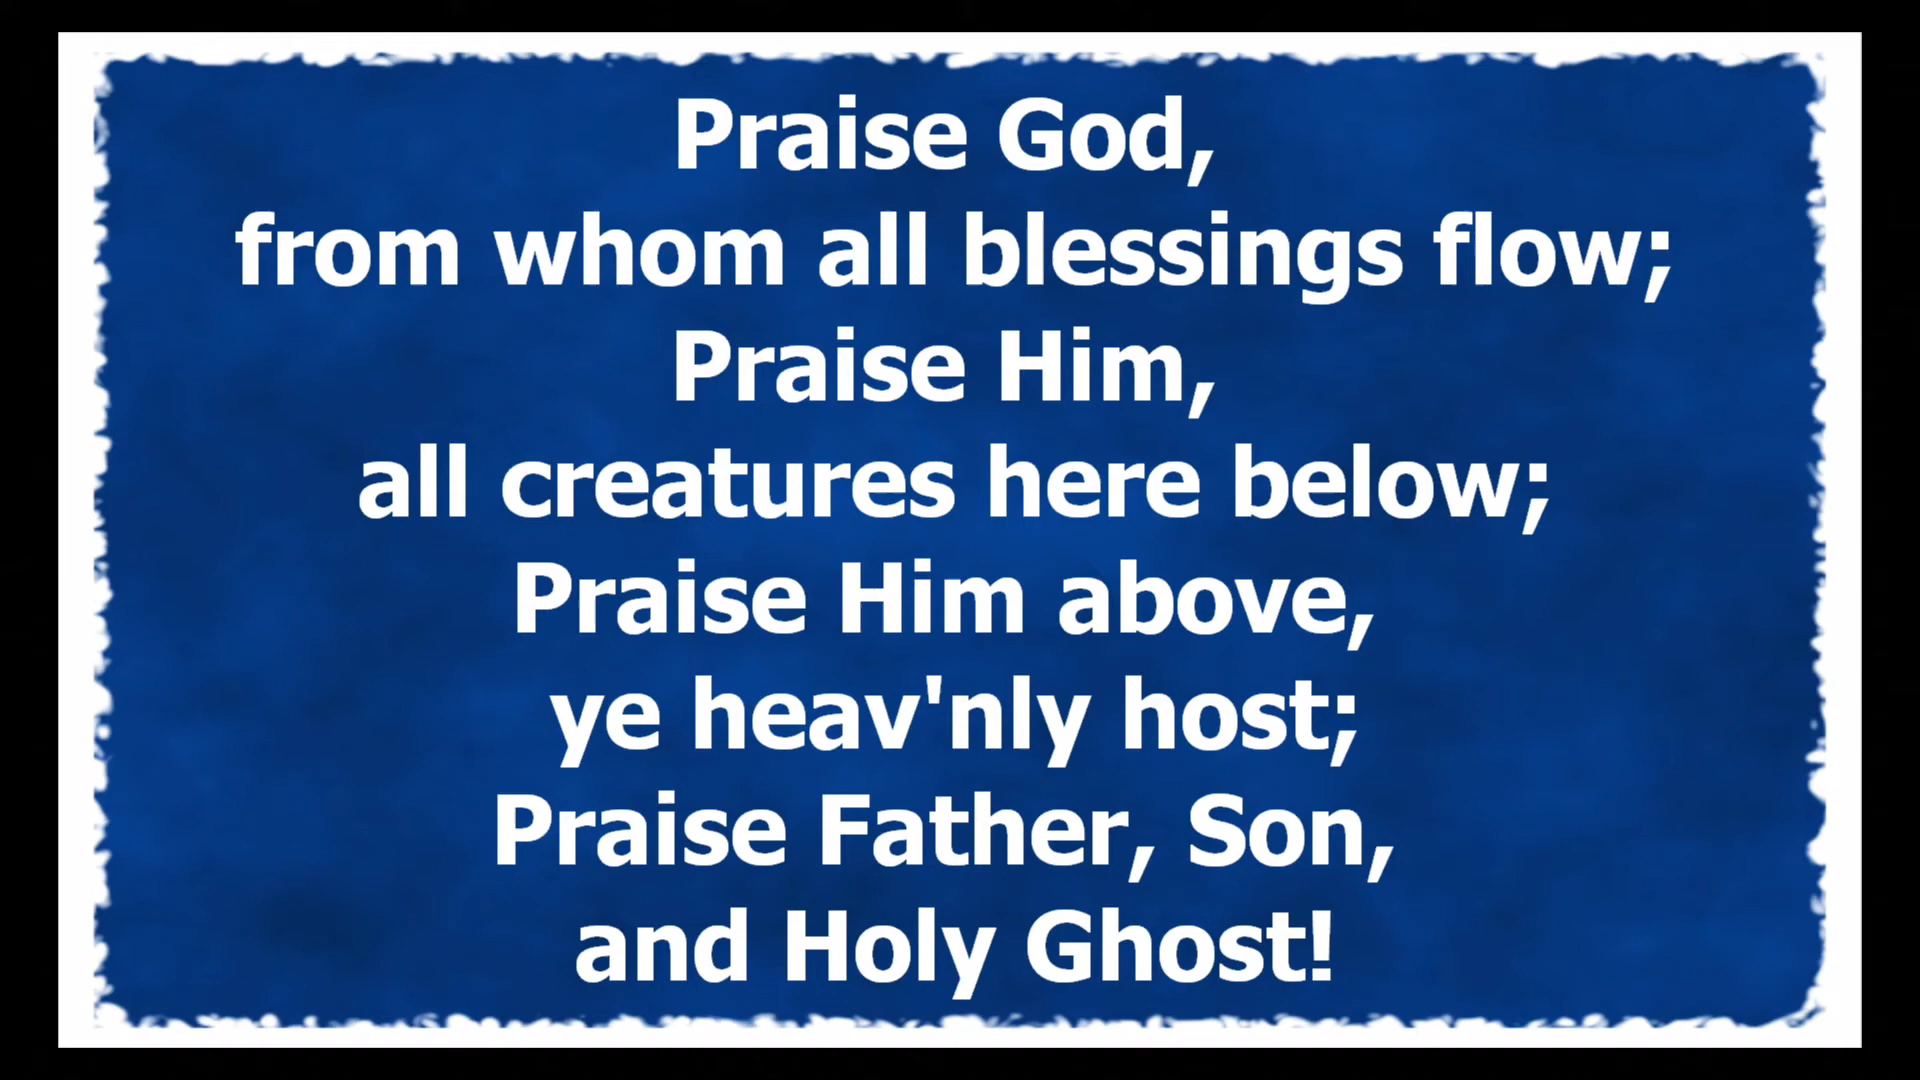 Praise God,
from whom all blessings flow;
Praise Him,
all creatures here below;
Praise Him above,
ye heav'nly host;
Praise Father, Son,
and Holy Ghost!